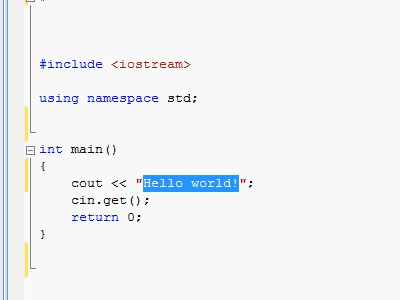 #include <iostream>
using namespace std;
int main()
{
cout << "Hello world!";
cin.get();
return 0;
}